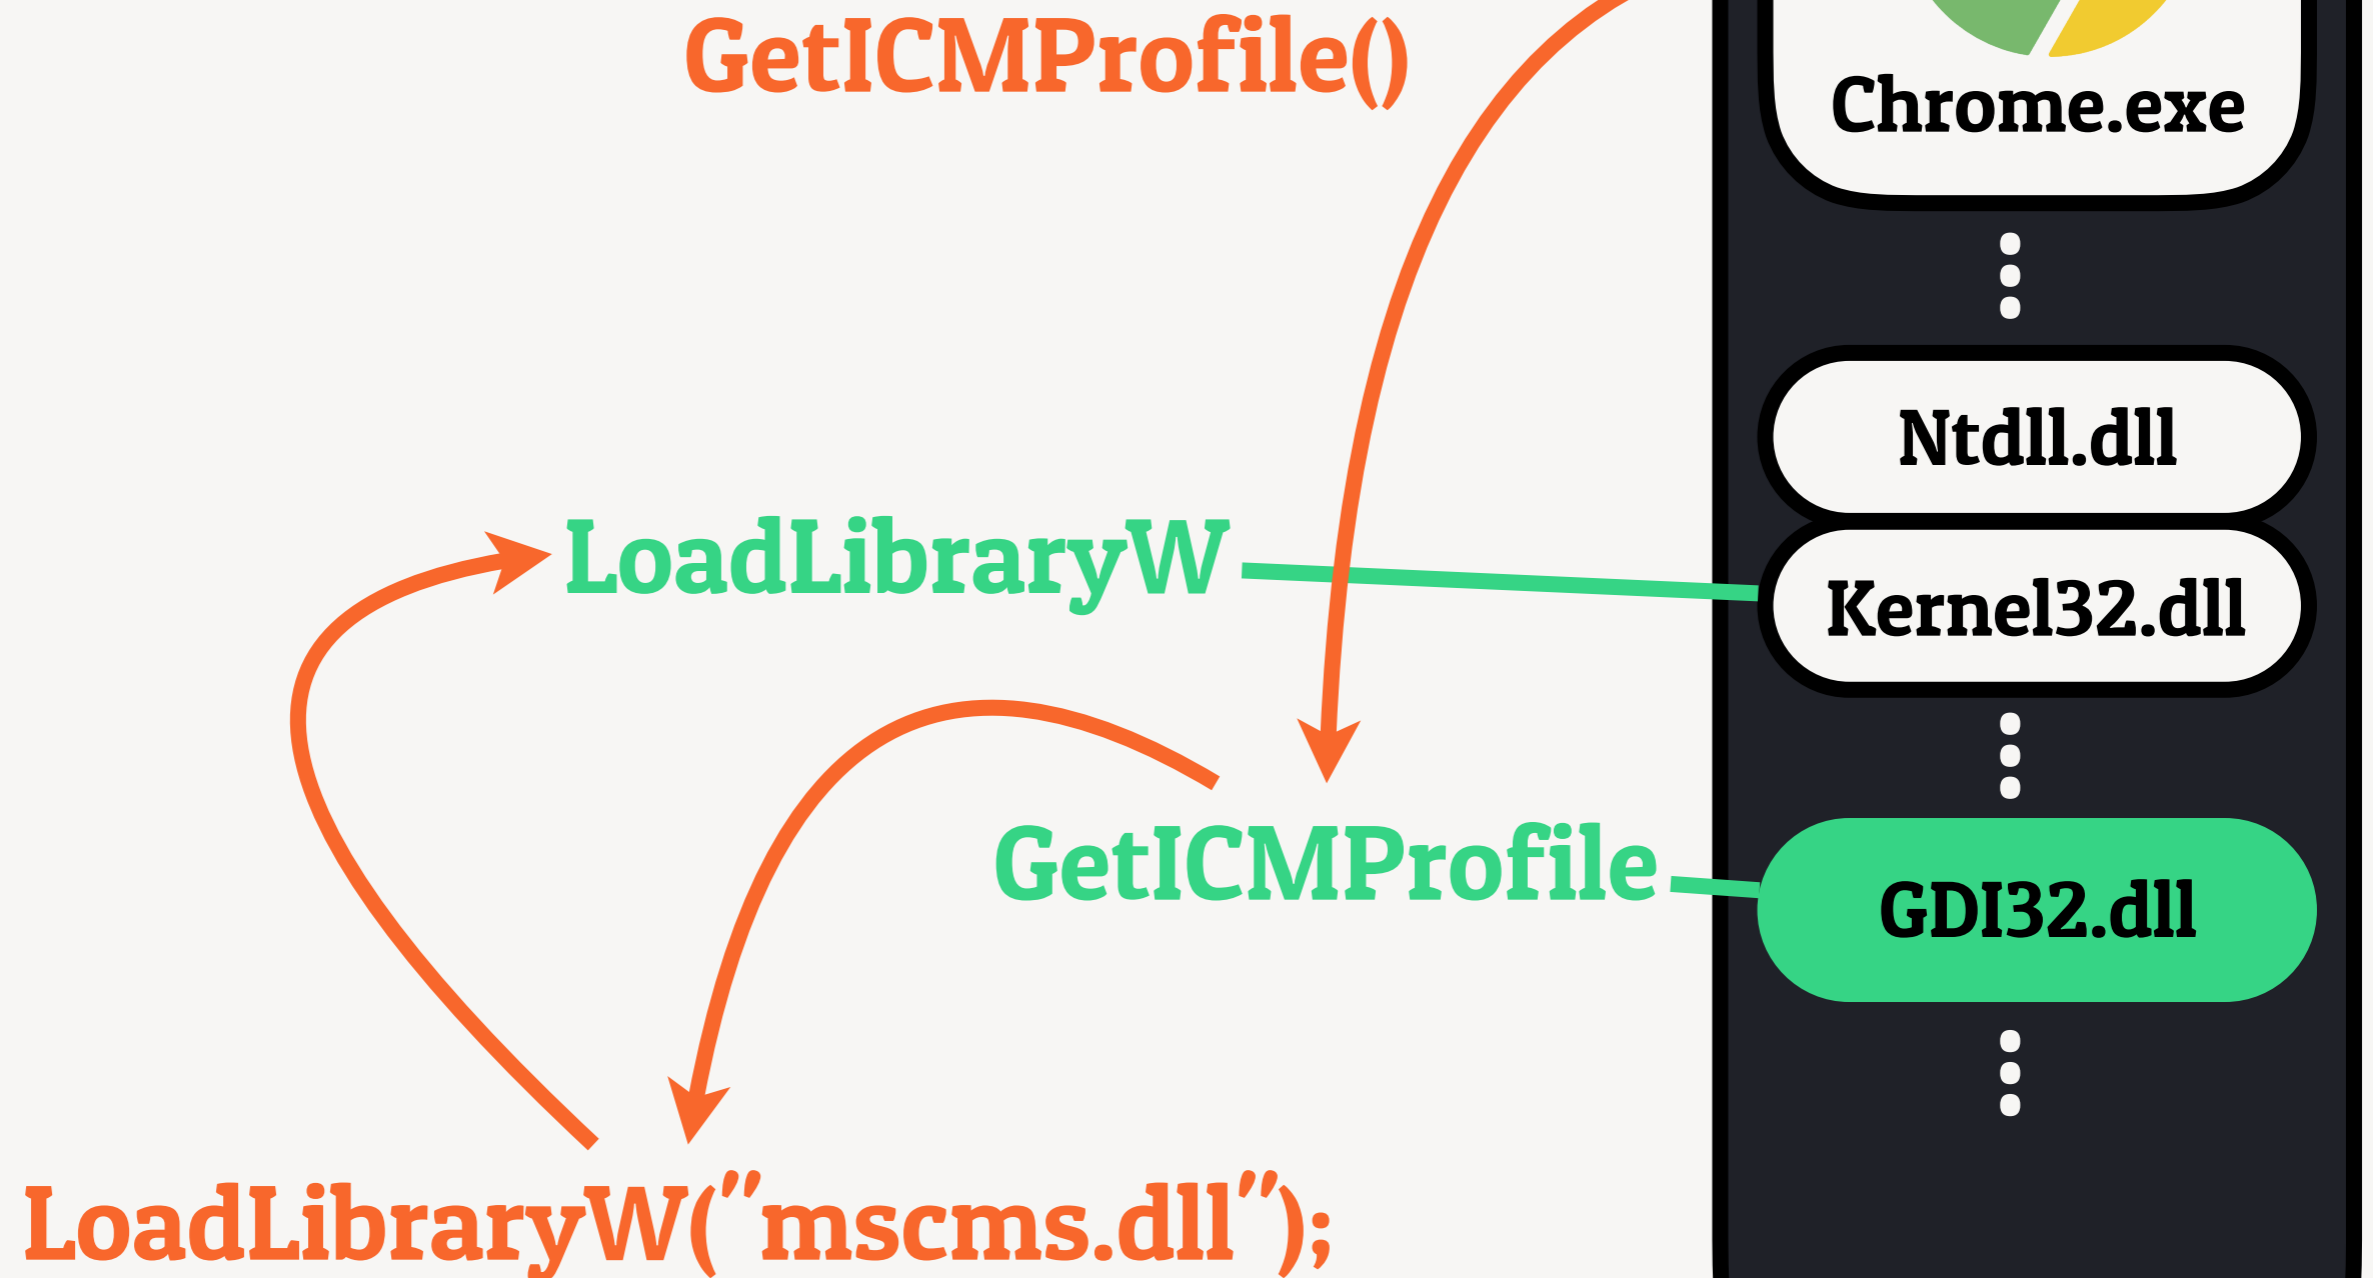 GetICMProfile()
Chrome.exe
Ntdll.dll
LoadLibraryW
Kernel32.dll
GetICMProfile
GDI32.dll
LoadLibraryW("mscms.dll");